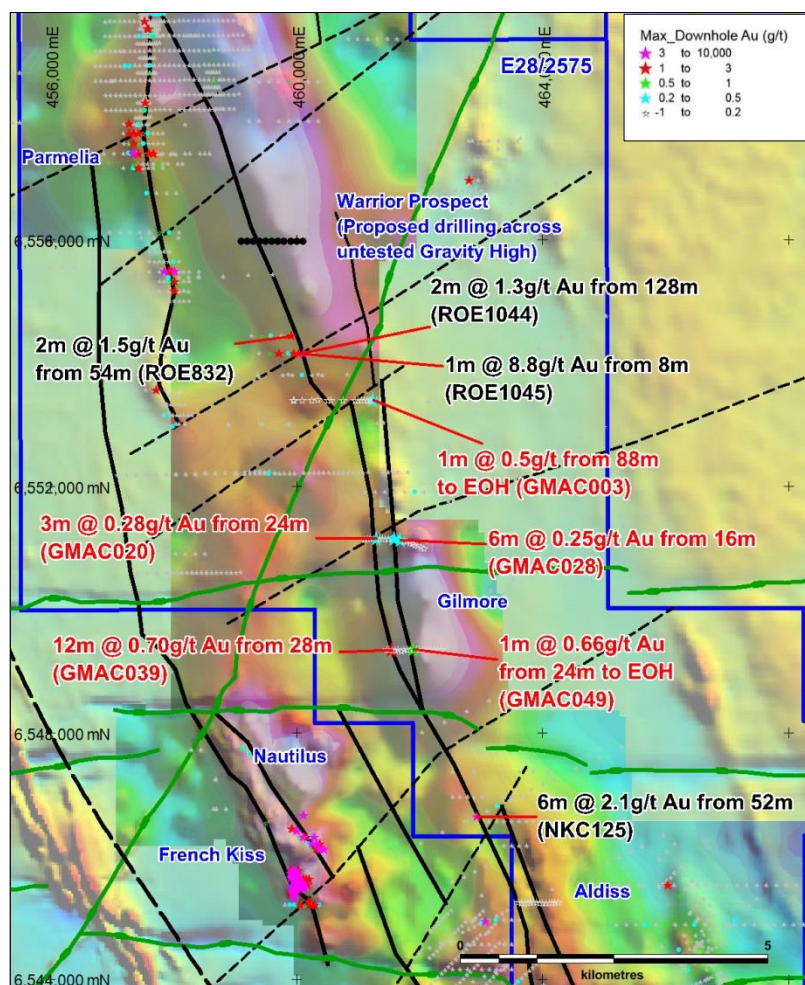 Max_Downhole Au (g/t)
3 to 10,000
1 to 3
0.5 to 1
0.2 to 0.5
-1 to 0.2
456,000 mE
460,000 mE
464,000 mE
E28/2575
Parmelia
Warrior Prospect
(Proposed drilling across
untested Gravity High)
6,556,000 mN
2m @ 1.3g/t Au from 128m
(ROE1044)
2m @ 1.5g/t Au
from 54m (ROE832)
1m @ 8.8g/t Au from 8m
(ROE1045)
1m @ 0.5g/t from 88m
to EOH (GMAC003)
6,552,000 mN
3m @ 0.28g/t Au from 24m
(GMAC020)
6m @ 0.25g/t Au from 16m
(GMAC028)
Gilmore
12m @ 0.70g/t Au from 28m
(GMAC039)
1m @ 0.66g/t Au
from 24m to EOH
(GMAC049)
6,548,000 mN
Nautilus
6m @ 2.1g/t Au from 52m
(NKC125)
French Kiss
Aldiss
0 5
kilometres
6,544,000 mN